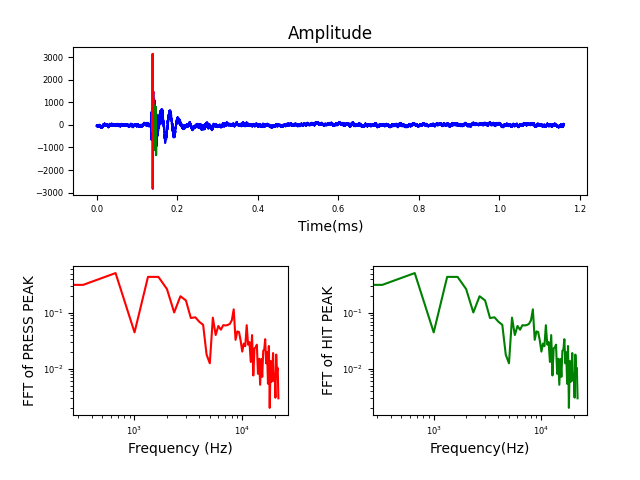 Amplitude
3000
2000
1000
0
−1000
−2000
−3000
0.0 0.2 0.4 0.6 0.8 1.0 1.2
Time(ms)
FFT of PRESS PEAK
10⁻¹
10⁻²
10³ 10⁴
Frequency (Hz)
FFT of HIT PEAK
10⁻¹
10⁻²
10³ 10⁴
Frequency(Hz)